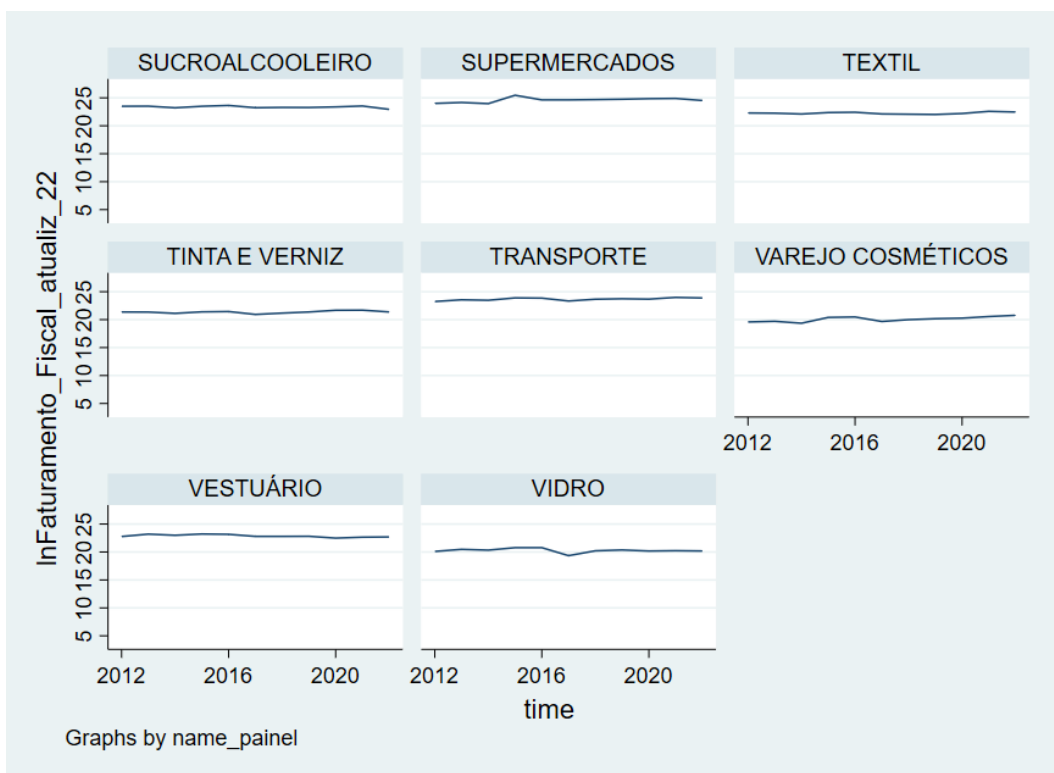 SUCROALCOOLEIRO
SUPERMERCADOS
TEXTIL
25
20
15
10
5
TINTA E VERNIZ
TRANSPORTE
VAREJO COSMÉTICOS
25
20
15
10
5
2012 2016 2020
VESTUÁRIO
VIDRO
25
20
15
10
5
2012 2016 2020
2012 2016 2020
lnFaturamento_Fiscal_atualiz_22
time
Graphs by name_painel